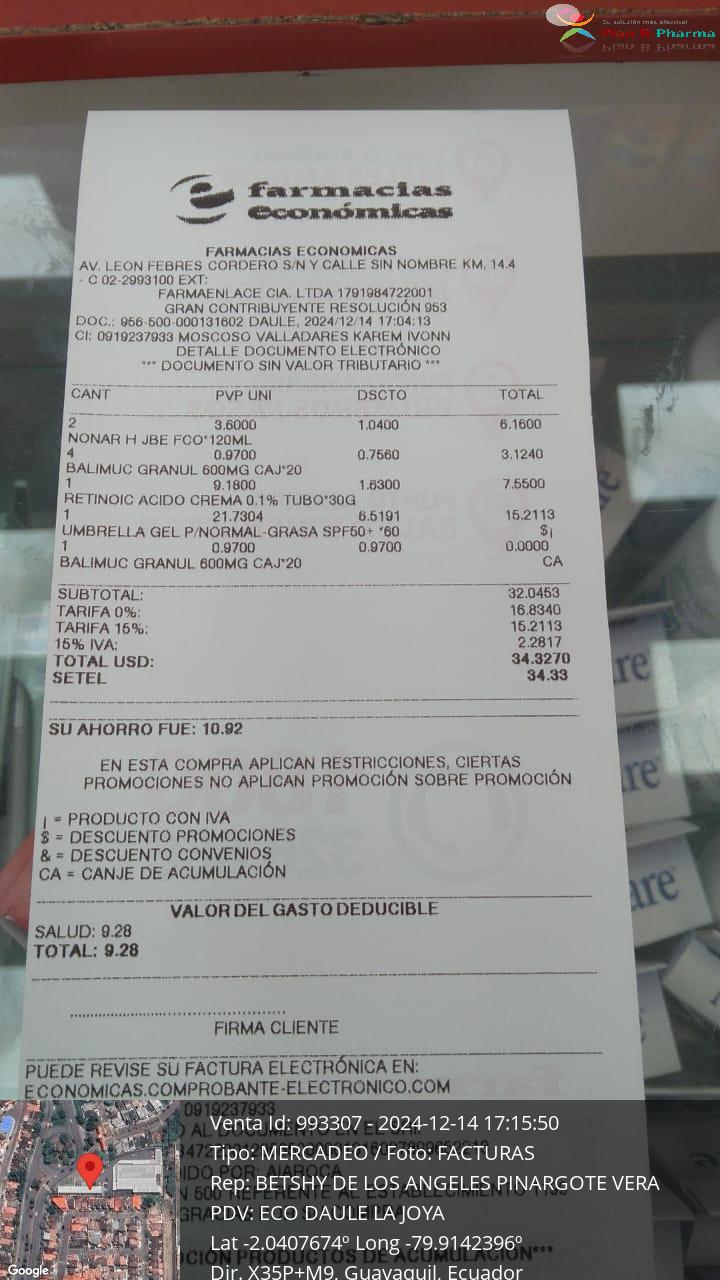 Su solución más efectiva!
Plan B Pharma
farmacias
económicas
FARMACIAS ECONOMICAS
AV. LEON FEBRES CORDERO S/N Y CALLE SIN NOMBRE KM, 14.4
- C 02-2993100 EXT:
FARMAENLACE CIA. LTDA 1791984722001
GRAN CONTRIBUYENTE RESOLUCIÓN 953
DOC.: 956-500-000131602 DAULE, 2024/12/14 17:04:13
CI: 0919237933 MOSCOSO VALLADARES KAREM IVONN
DETALLE DOCUMENTO ELECTRÓNICO
*** DOCUMENTO SIN VALOR TRIBUTARIO ***
CANT PVP UNI DSCTO TOTAL
2 3.6000 1.0400 6.1600
NONAR H JBE FCO*120ML
4 0.9700 0.7560 3.1240
BALIMUC GRANUL 600MG CAJ*20
1 9.1800 1.6300 7.5500
RETINOIC ACIDO CREMA 0.1% TUBO*30G
1 21.7304 6.5191 15.2113
UMBRELLA GEL P/NORMAL-GRASA SPF50+ *60 $¡
1 0.9700 0.9700 0.0000
BALIMUC GRANUL 600MG CAJ*20 CA
SUBTOTAL: 32.0453
TARIFA 0%: 16.8340
TARIFA 15%: 15.2113
15% IVA: 2.2817
TOTAL USD: 34.3270
SETEL 34.33
SU AHORRO FUE: 10.92
EN ESTA COMPRA APLICAN RESTRICCIONES, CIERTAS
PROMOCIONES NO APLICAN PROMOCIÓN SOBRE PROMOCIÓN
¡ = PRODUCTO CON IVA
$ = DESCUENTO PROMOCIONES
& = DESCUENTO CONVENIOS
CA = CANJE DE ACUMULACIÓN
VALOR DEL GASTO DEDUCIBLE
SALUD: 9.28
TOTAL: 9.28
FIRMA CLIENTE
PUEDE REVISE SU FACTURA ELECTRÓNICA EN:
ECONOMICAS.COMPROBANTE-ELECTRONICO.COM
0919237933
Venta Id: 993307 - 2024-12-14 17:15:50
Tipo: MERCADEO / Foto: FACTURAS
Rep: BETSHY DE LOS ANGELES PINARGOTE VERA
PDV: ECO DAULE LA JOYA
Lat -2.0407674º Long -79.9142396º
Dir. X35P+M9, Guayaquil, Ecuador
Google